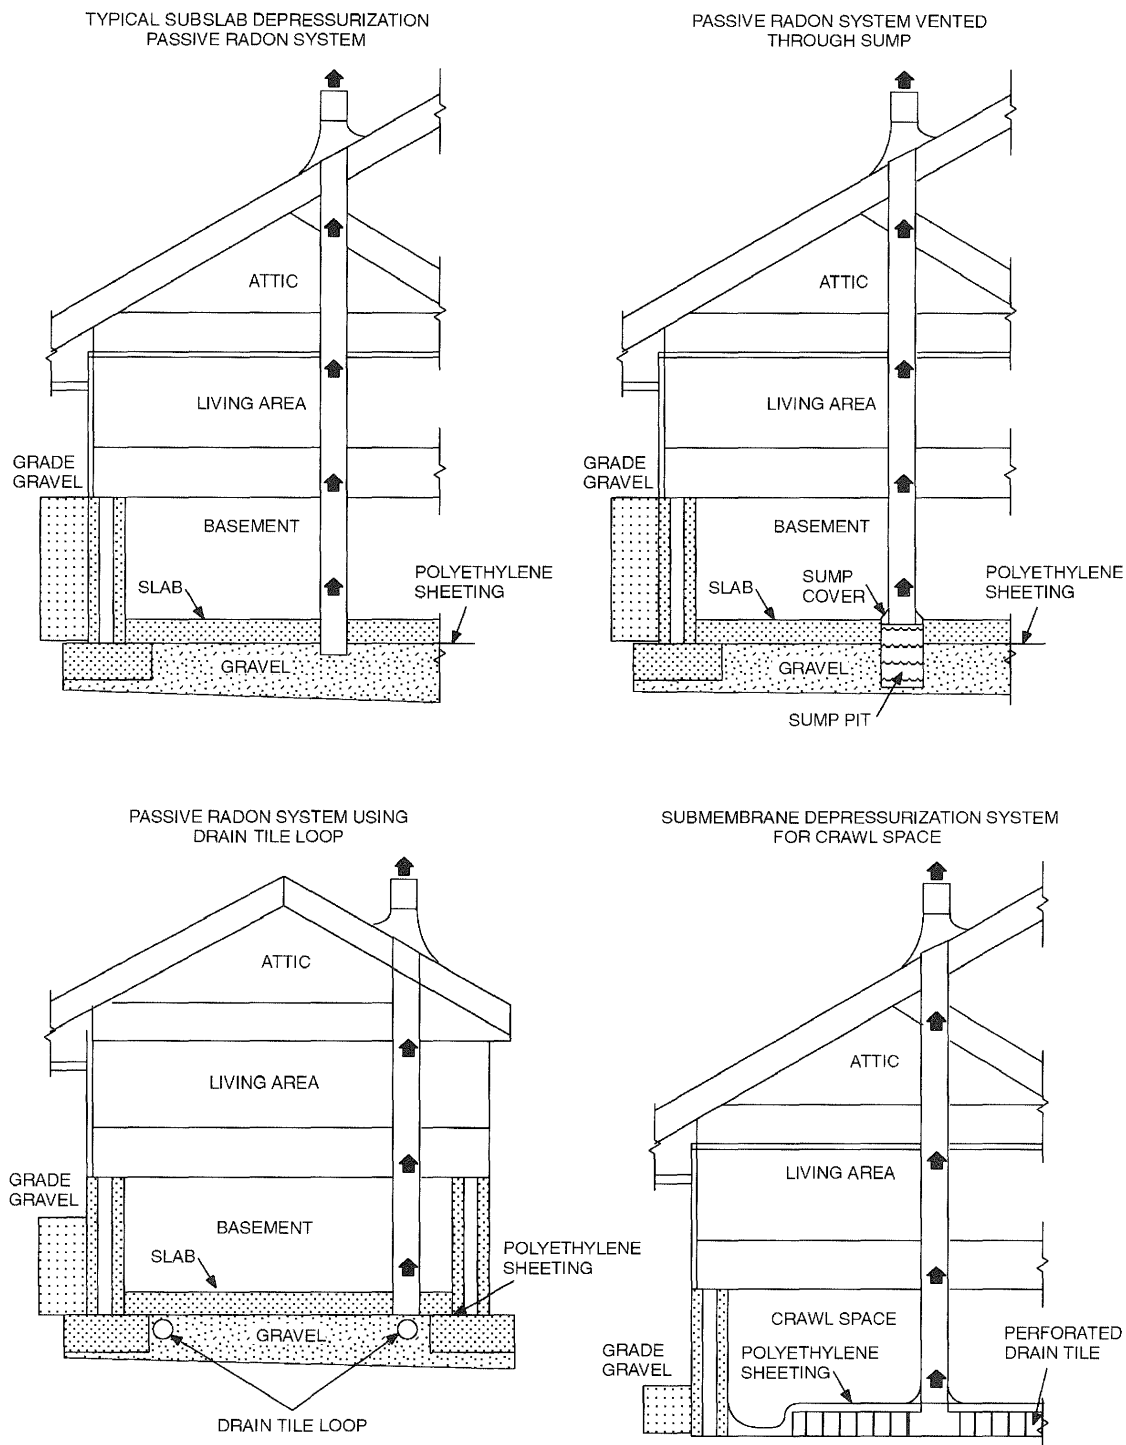 TYPICAL SUBSLAB DEPRESSURIZATION
PASSIVE RADON SYSTEM
ATTIC
LIVING AREA
GRADE
GRAVEL
BASEMENT
SLAB
POLYETHYLENE
SHEETING
GRAVEL
PASSIVE RADON SYSTEM VENTED
THROUGH SUMP
ATTIC
LIVING AREA
GRADE
GRAVEL
BASEMENT
SLAB
SUMP
COVER
POLYETHYLENE
SHEETING
GRAVEL
SUMP PIT
PASSIVE RADON SYSTEM USING
DRAIN TILE LOOP
ATTIC
LIVING AREA
GRADE
GRAVEL
BASEMENT
SLAB
POLYETHYLENE
SHEETING
GRAVEL
DRAIN TILE LOOP
SUBMEMBRANE DEPRESSURIZATION SYSTEM
FOR CRAWL SPACE
ATTIC
LIVING AREA
CRAWL SPACE
GRADE
GRAVEL
POLYETHYLENE
SHEETING
PERFORATED
DRAIN TILE